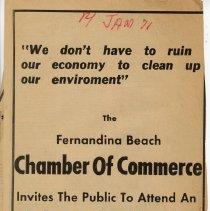 14 JAN 71
"We don't have to ruin
our economy to clean up
our enviroment"
The
Fernandina Beach
Chamber Of Commerce
Invites The Public To Attend An